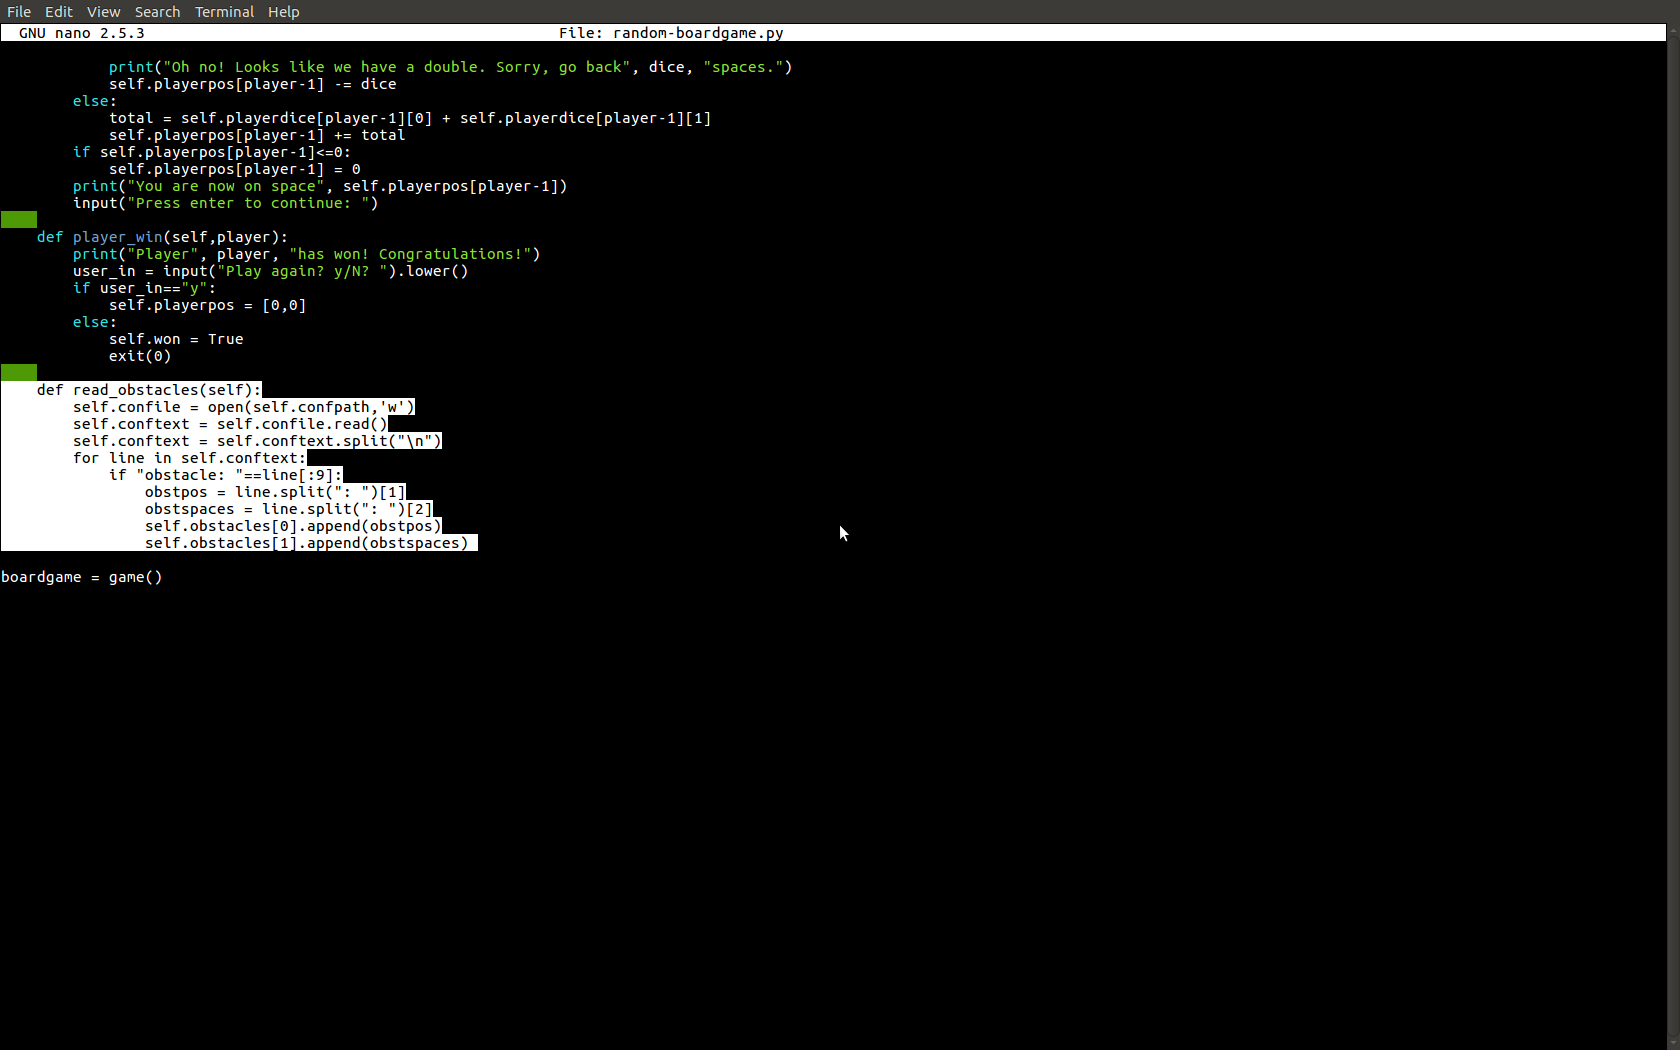 File Edit View Search Terminal Help
GNU nano 2.5.3 File: random-boardgame.py
            print("Oh no! Looks like we have a double. Sorry, go back", dice, "spaces.")
            self.playerpos[player-1] -= dice
        else:
            total = self.playerdice[player-1][0] + self.playerdice[player-1][1]
            self.playerpos[player-1] += total
        if self.playerpos[player-1]<=0:
            self.playerpos[player-1] = 0
        print("You are now on space", self.playerpos[player-1])
        input("Press enter to continue: ")
    def player_win(self,player):
        print("Player", player, "has won! Congratulations!")
        user_in = input("Play again? y/N? ").lower()
        if user_in=="y":
            self.playerpos = [0,0]
        else:
            self.won = True
            exit(0)
    def read_obstacles(self):
        self.confile = open(self.confpath,'w')
        self.conftext = self.confile.read()
        self.conftext = self.conftext.split("\n")
        for line in self.conftext:
            if "obstacle: "==line[:9]:
                obstpos = line.split(": ")[1]
                obstspaces = line.split(": ")[2]
                self.obstacles[0].append(obstpos)
                self.obstacles[1].append(obstspaces)
boardgame = game()